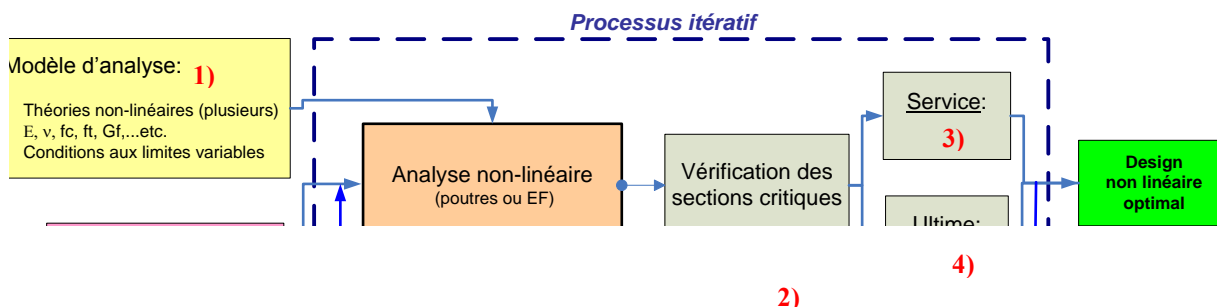 Processus itératif
Modèle d'analyse: 1)
Théories non-linéaires (plusieurs)
E, ν, fc, ft, Gf,...etc.
Conditions aux limites variables
Analyse non-linéaire
(poutres ou EF)
Vérification des
sections critiques
Service:
3)
Ultime:
4)
2)
Design
non linéaire
optimal